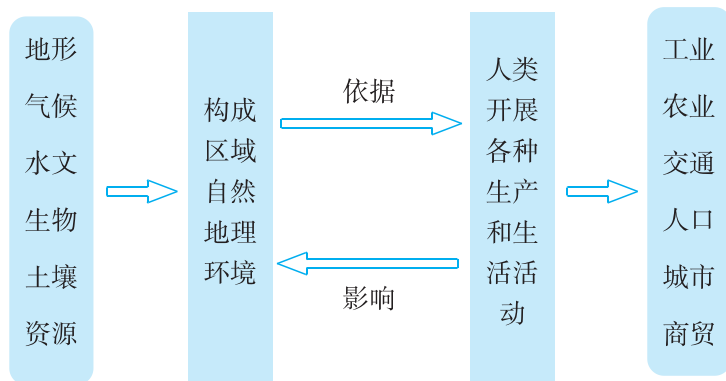 地形
气候
水文
生物
土壤
资源
构成
区域
自然
地理
环境
依据
影响
人类
开展
各种
生产
和生
活活
动
工业
农业
交通
人口
城市
商贸